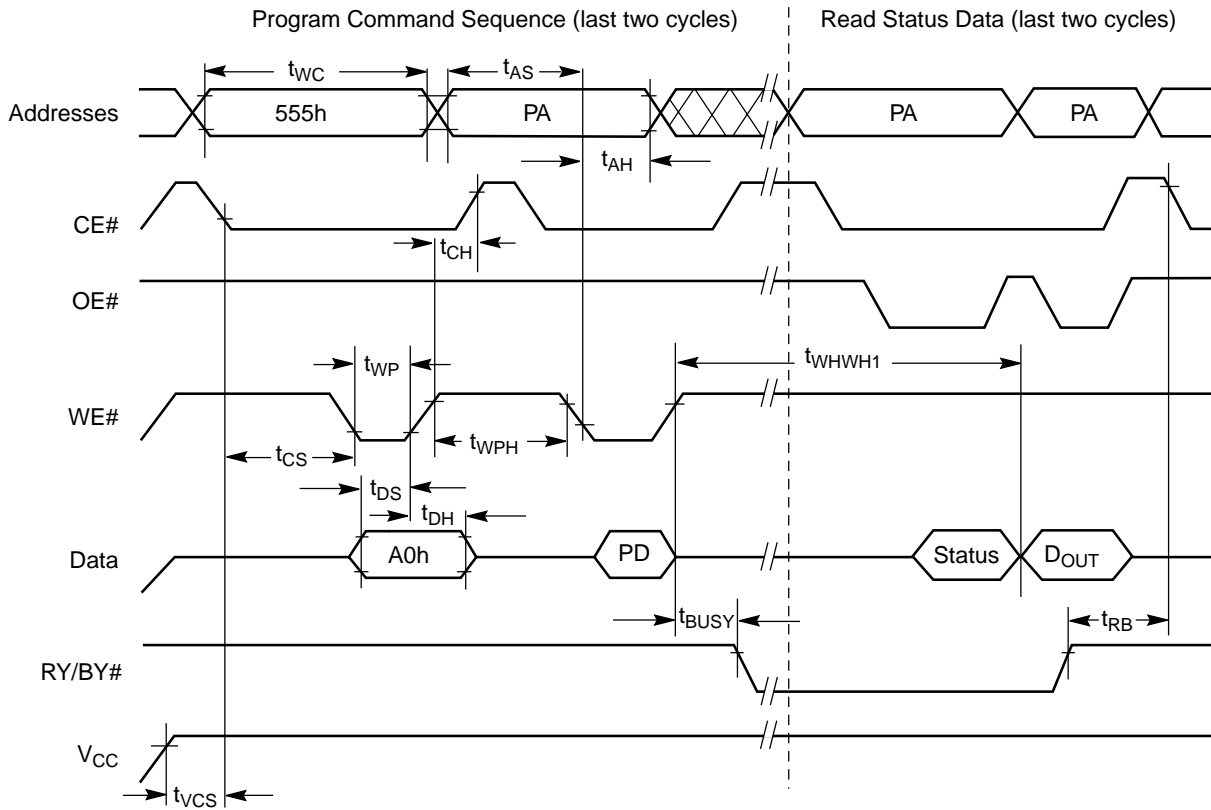 Program Command Sequence (last two cycles) Read Status Data (last two cycles)
tWC tAS
Addresses 555h PA PA PA
tAH
CE#
tCH
OE#
tWP tWHWH1
WE#
tCS tWPH
tDS
tDH
Data A0h PD Status DOUT
tBUSY tRB
RY/BY#
VCC
tVCS